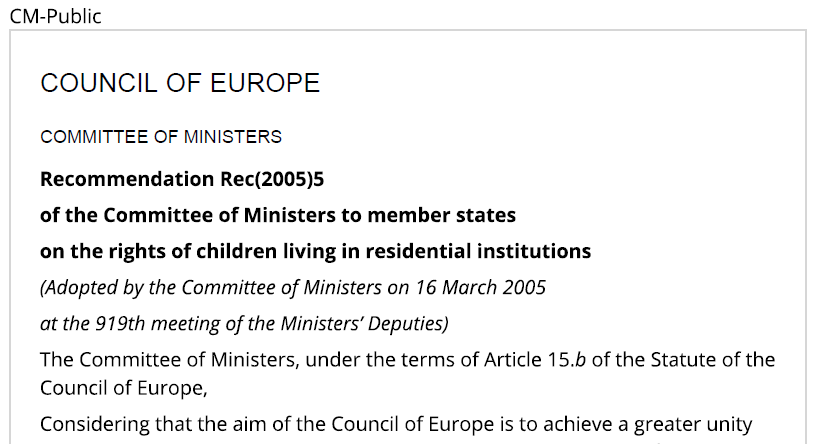 CM-Public
COUNCIL OF EUROPE
COMMITTEE OF MINISTERS
Recommendation Rec(2005)5
of the Committee of Ministers to member states
on the rights of children living in residential institutions
(Adopted by the Committee of Ministers on 16 March 2005
at the 919th meeting of the Ministers’ Deputies)
The Committee of Ministers, under the terms of Article 15.b of the Statute of the
Council of Europe,
Considering that the aim of the Council of Europe is to achieve a greater unity